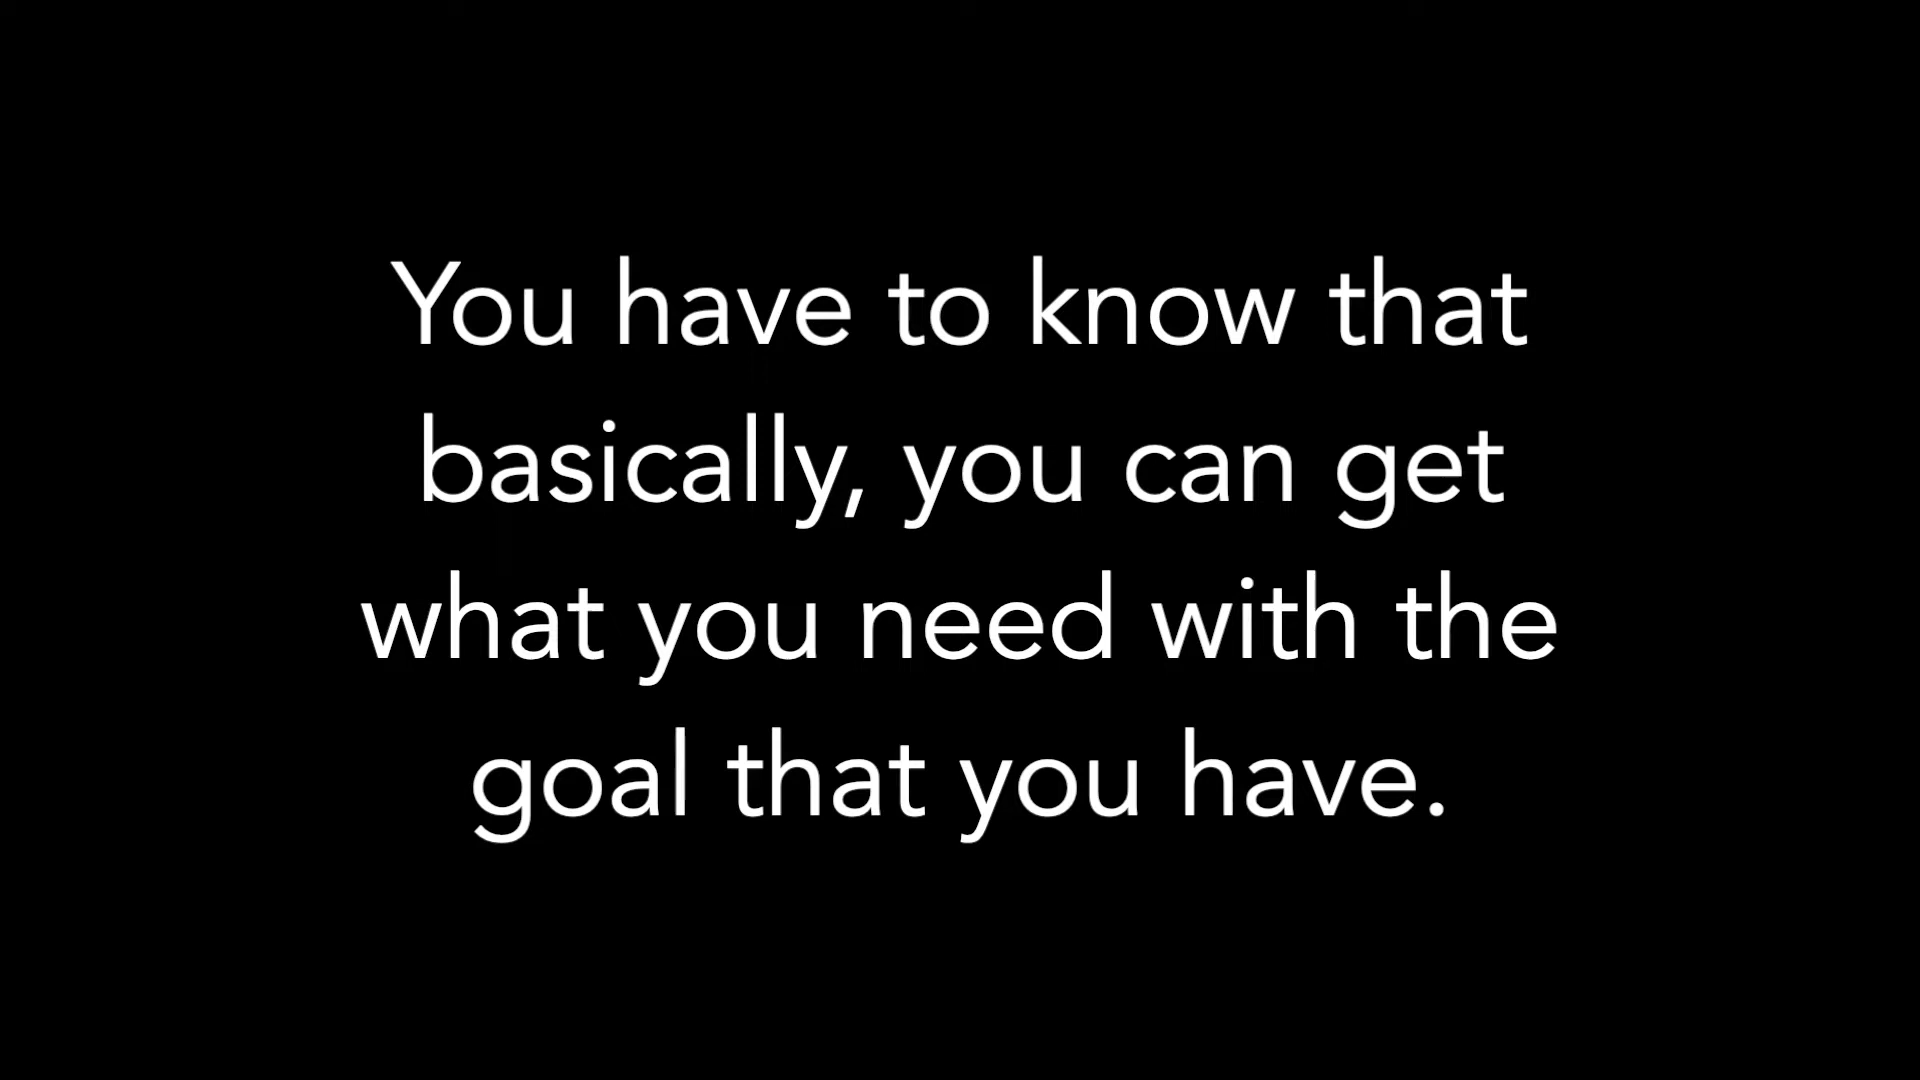 You have to know that
basically, you can get
what you need with the
goal that you have.